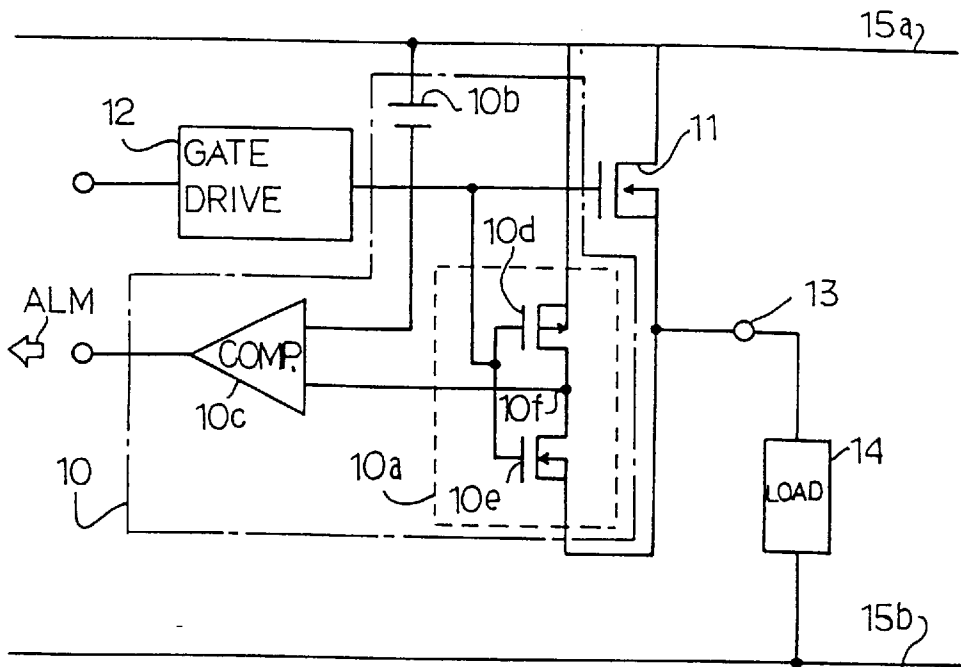 15a
10b
12
11
GATE
DRIVE
10d
ALM
13
COMP.
10f
10c
14
10a
10
10e
LOAD
15b